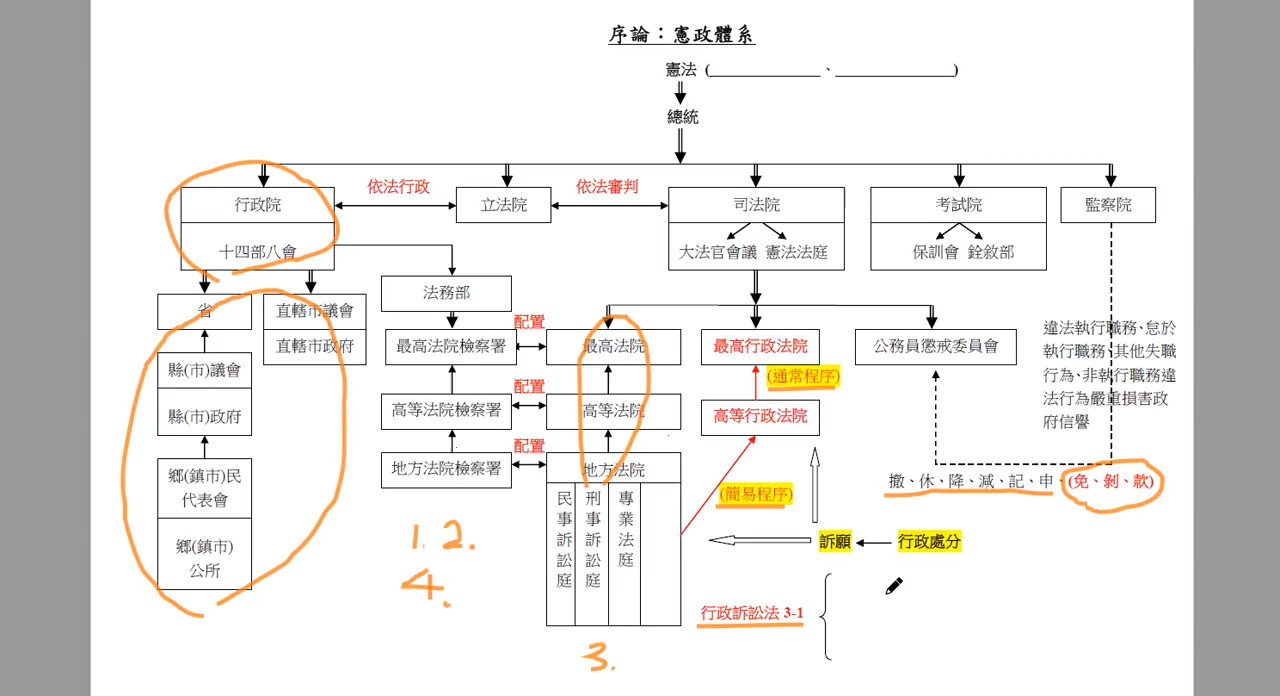 序論：憲政體系
憲法 (____________、____________)
總統
依法行政
依法審判
行政院
立法院
司法院
考試院
監察院
十四部八會
大法官會議 憲法法庭
保訓會 銓敘部
省
直轄市議會
直轄市政府
法務部
縣(市)議會
縣(市)政府
鄉(鎮市)民
代表會
鄉(鎮市)
公所
配置
最高法院檢察署
最高法院
最高行政法院
公務員懲戒委員會
(通常程序)
配置
高等法院檢察署
高等法院
高等行政法院
配置
地方法院檢察署
地方法院
民事訴訟庭
刑事訴訟庭
專業法庭
(簡易程序)
違法執行職務、怠於
執行職務、其他失職
行為、非執行職務違
法行為嚴重損害政
府信譽
撤、休、降、減、記、申、(免、剝、款)
訴願
行政處分
行政訴訟法 3-1
1. 2.
4.
3.